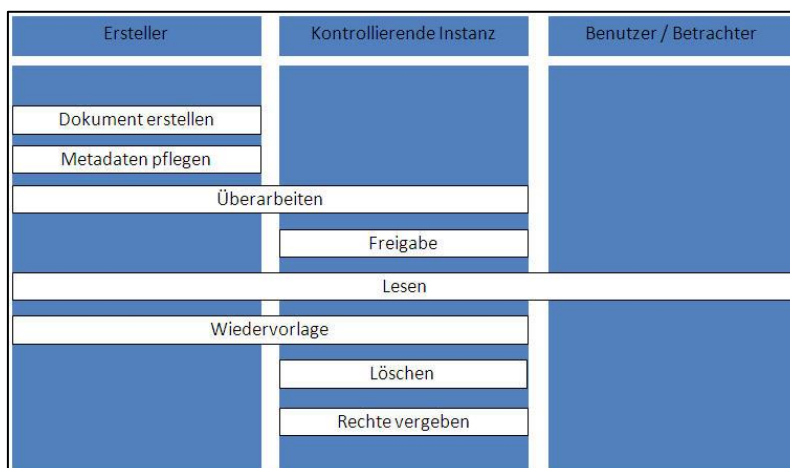 Ersteller
Kontrollierende Instanz
Benutzer / Betrachter
Dokument erstellen
Metadaten pflegen
Überarbeiten
Freigabe
Lesen
Wiedervorlage
Löschen
Rechte vergeben